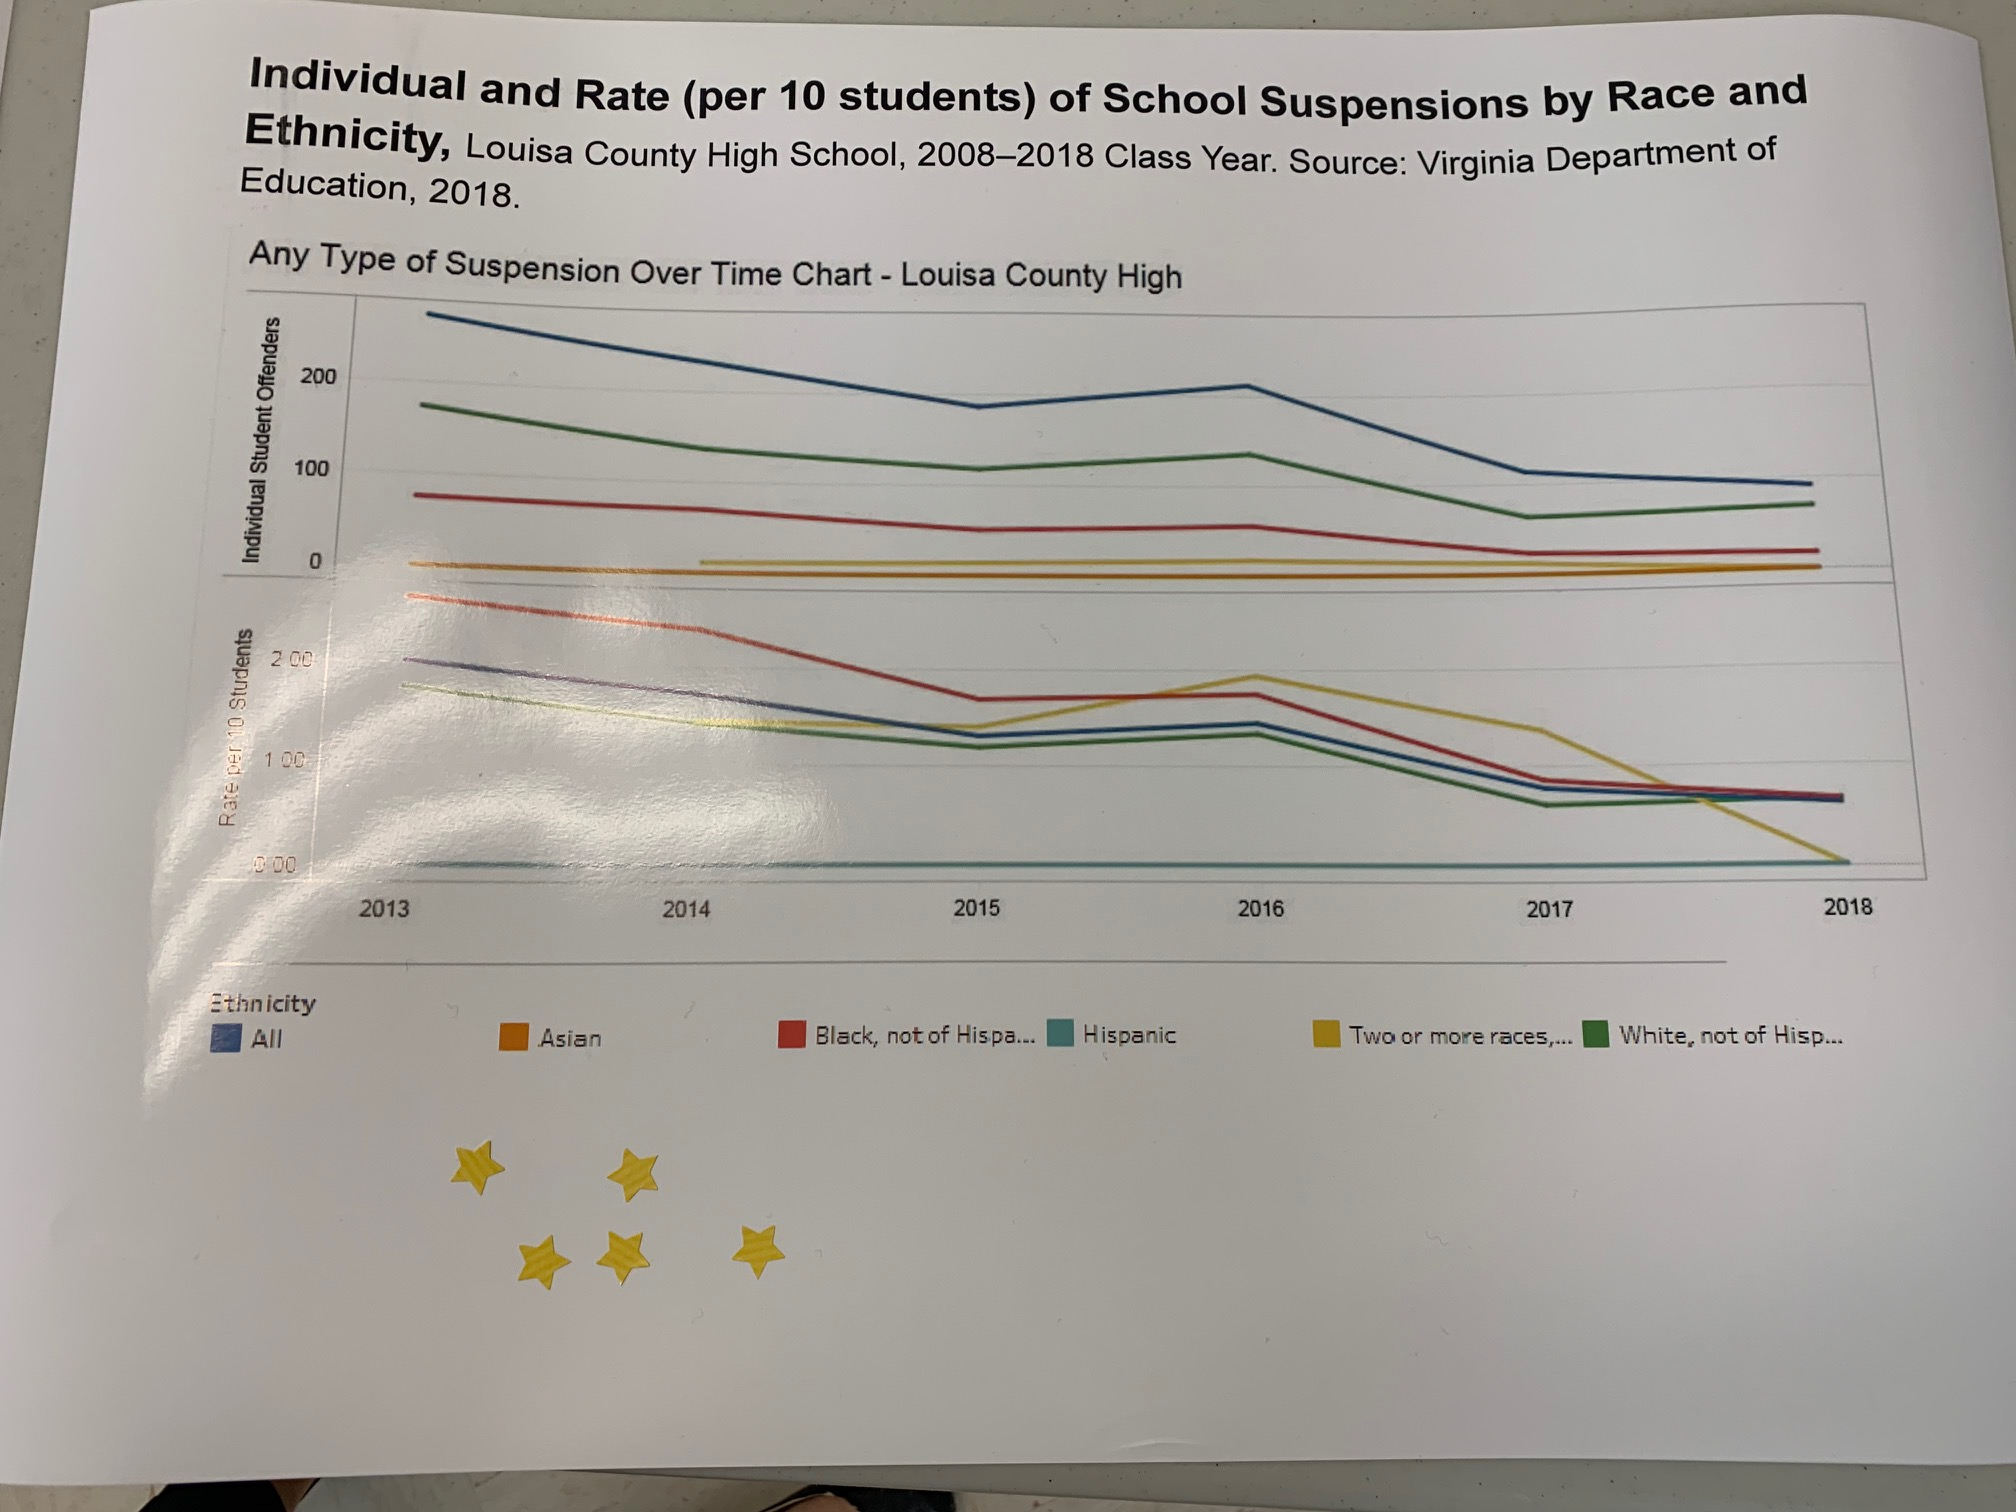 Individual and Rate (per 10 students) of School Suspensions by Race and
Ethnicity, Louisa County High School, 2008–2018 Class Year. Source: Virginia Department of
Education, 2018.
Any Type of Suspension Over Time Chart - Louisa County High
Individual Student Offenders
200
100
0
Rate per 10 Students
2 00
1 00
0 00
2013 2014 2015 2016 2017 2018
Ethnicity
All Asian Black, not of Hispa... Hispanic Two or more races,... White, not of Hisp...